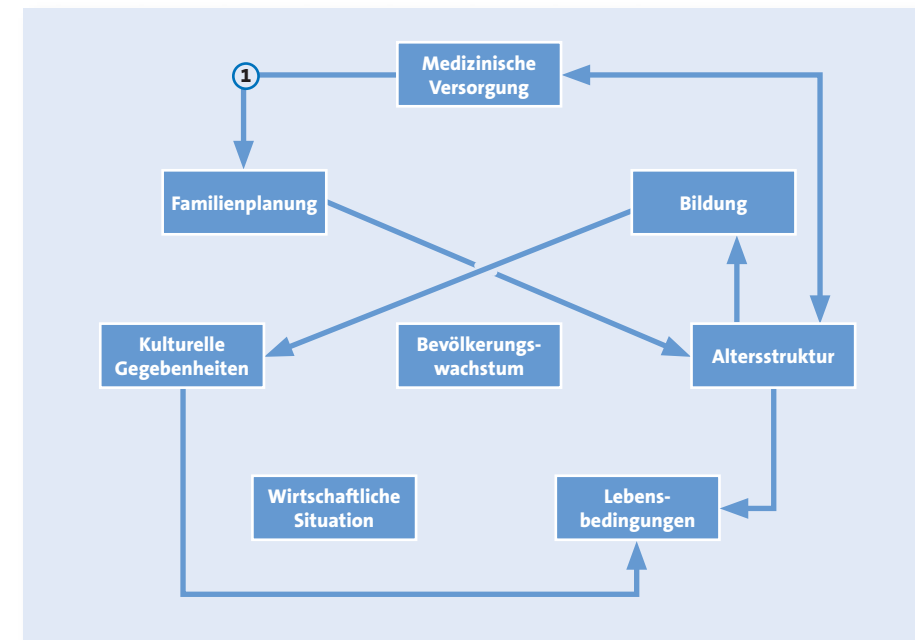 Medizinische
Versorgung
1
Familienplanung
Bildung
Kulturelle
Gegebenheiten
Bevölkerungs-
wachstum
Altersstruktur
Wirtschaftliche
Situation
Lebens-
bedingungen